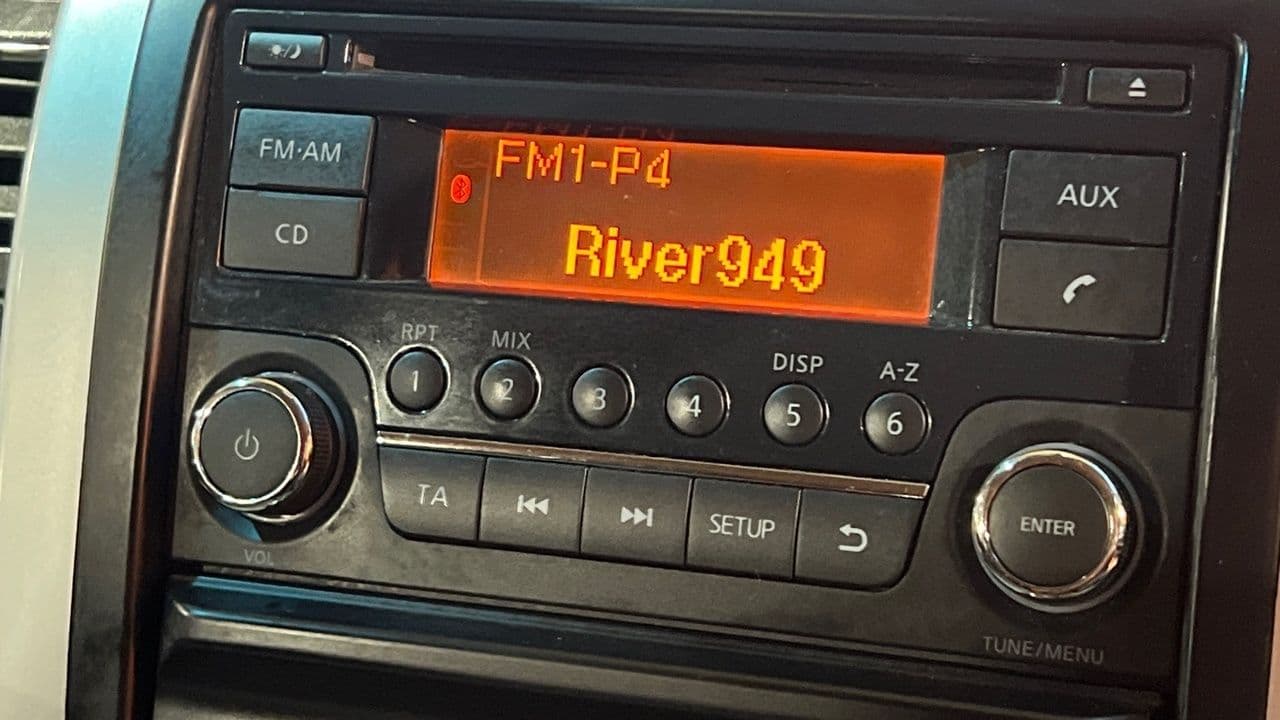 FM·AM
CD
FM1-P4
River949
AUX
RPT
MIX
DISP
A-Z
1
2
3
4
5
6
TA
SETUP
ENTER
VOL
TUNE/MENU